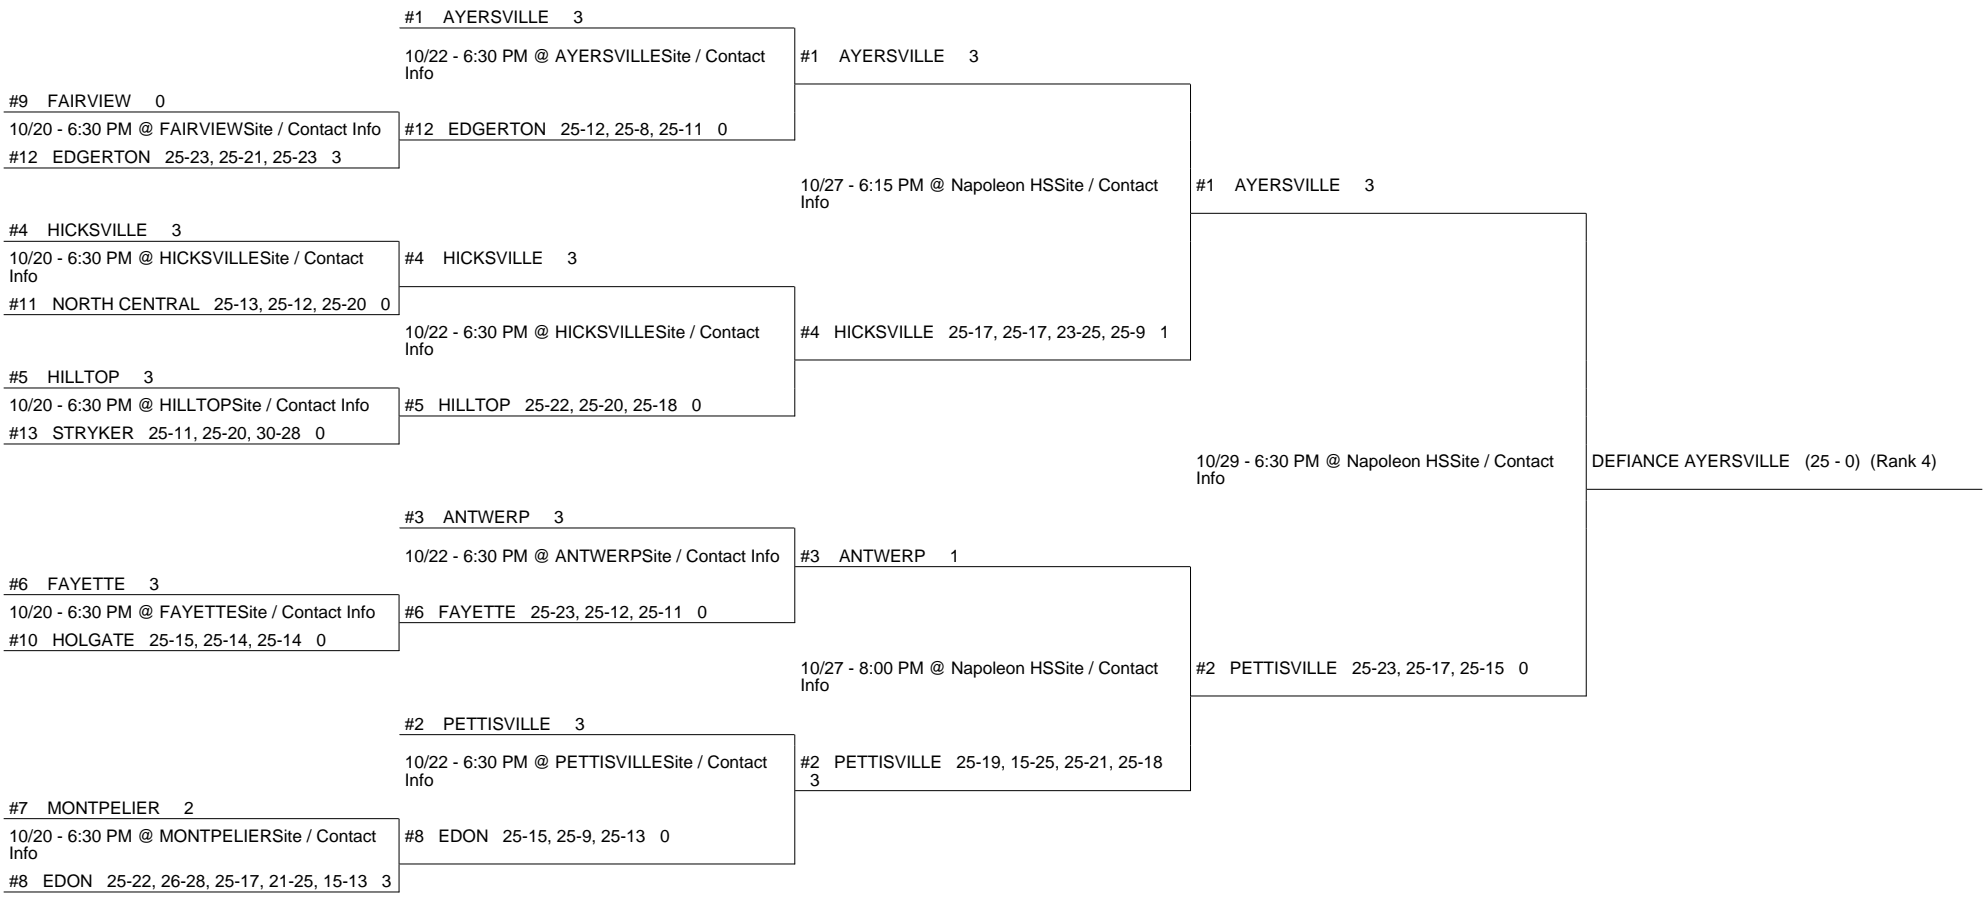 #1 AYERSVILLE 3
10/22 - 6:30 PM @ AYERSVILLESite / Contact
Info
#1 AYERSVILLE 3
#9 FAIRVIEW 0
10/20 - 6:30 PM @ FAIRVIEWSite / Contact Info
#12 EDGERTON 25-12, 25-8, 25-11 0
#12 EDGERTON 25-23, 25-21, 25-23 3
10/27 - 6:15 PM @ Napoleon HSSite / Contact
Info
#1 AYERSVILLE 3
#4 HICKSVILLE 3
10/20 - 6:30 PM @ HICKSVILLESite / Contact
Info
#4 HICKSVILLE 3
#11 NORTH CENTRAL 25-13, 25-12, 25-20 0
10/22 - 6:30 PM @ HICKSVILLESite / Contact
Info
#4 HICKSVILLE 25-17, 25-17, 23-25, 25-9 1
#5 HILLTOP 3
10/20 - 6:30 PM @ HILLTOPSite / Contact Info
#5 HILLTOP 25-22, 25-20, 25-18 0
#13 STRYKER 25-11, 25-20, 30-28 0
10/29 - 6:30 PM @ Napoleon HSSite / Contact
Info
DEFIANCE AYERSVILLE (25 - 0) (Rank 4)
#3 ANTWERP 3
10/22 - 6:30 PM @ ANTWERPSite / Contact Info
#3 ANTWERP 1
#6 FAYETTE 3
10/20 - 6:30 PM @ FAYETTESite / Contact Info
#6 FAYETTE 25-23, 25-12, 25-11 0
#10 HOLGATE 25-15, 25-14, 25-14 0
10/27 - 8:00 PM @ Napoleon HSSite / Contact
Info
#2 PETTISVILLE 25-23, 25-17, 25-15 0
#2 PETTISVILLE 3
10/22 - 6:30 PM @ PETTISVILLESite / Contact
Info
#2 PETTISVILLE 25-19, 15-25, 25-21, 25-18
3
#7 MONTPELIER 2
10/20 - 6:30 PM @ MONTPELIERSite / Contact
Info
#8 EDON 25-15, 25-9, 25-13 0
#8 EDON 25-22, 26-28, 25-17, 21-25, 15-13 3